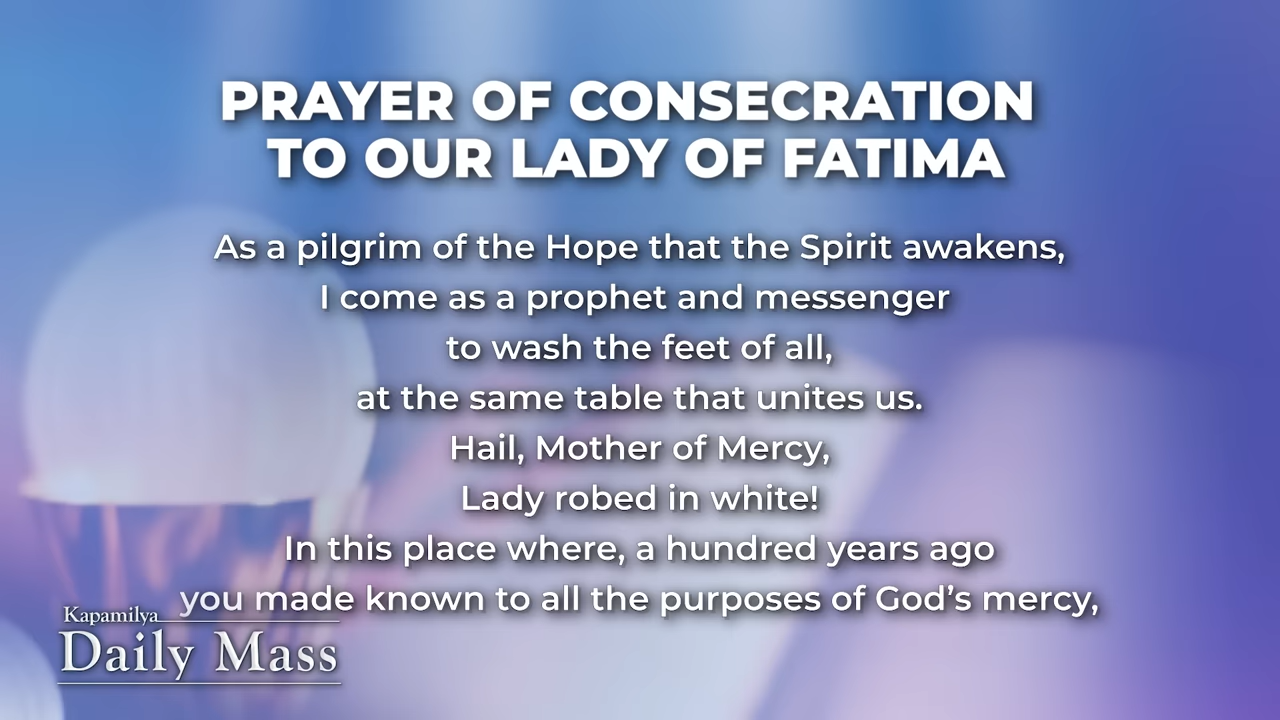 PRAYER OF CONSECRATION
TO OUR LADY OF FATIMA
As a pilgrim of the Hope that the Spirit awakens,
I come as a prophet and messenger
to wash the feet of all,
at the same table that unites us.
Hail, Mother of Mercy,
Lady robed in white!
In this place where, a hundred years ago
you made known to all the purposes of God’s mercy,
Kapamilya
Daily Mass